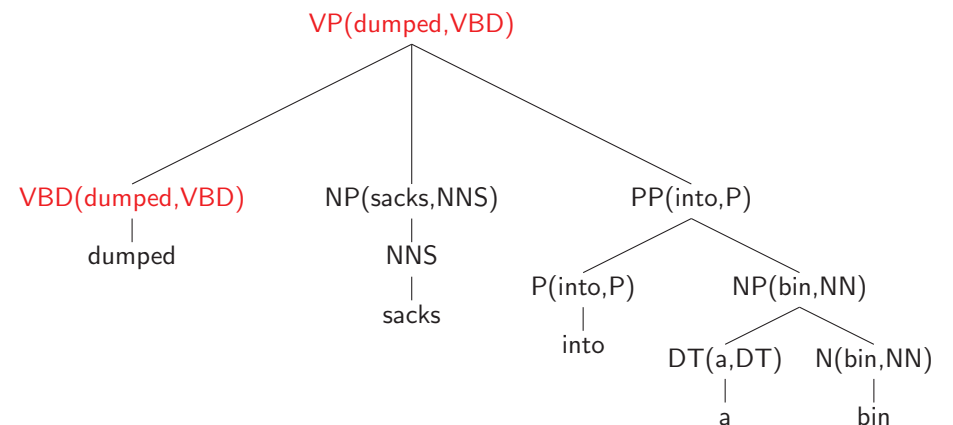 VP(dumped,VBD)
VBD(dumped,VBD) NP(sacks,NNS) PP(into,P)
dumped NNS
P(into,P) NP(bin,NN)
sacks
into
DT(a,DT) N(bin,NN)
a bin